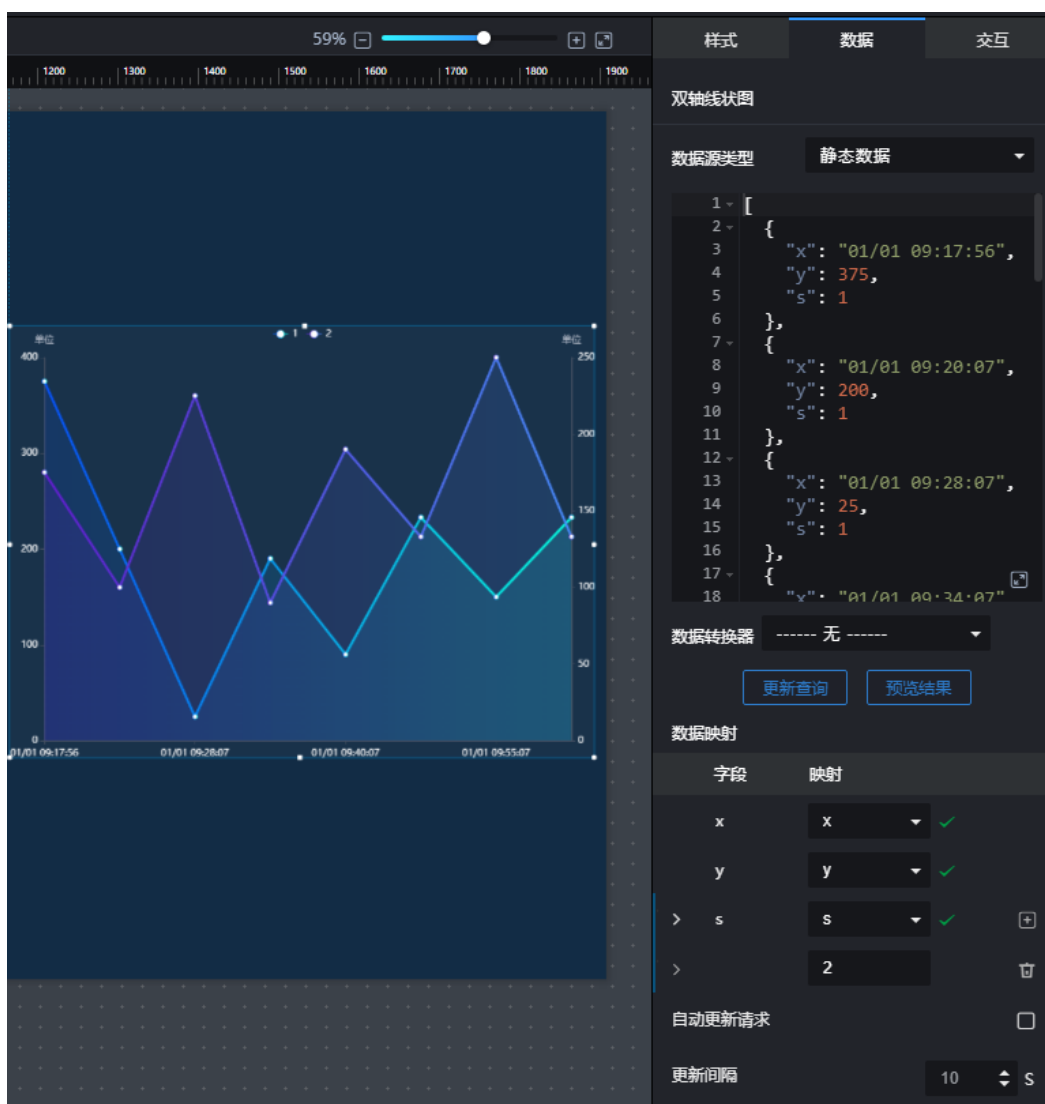 59%
样式 数据 交互
1200 1300 1400 1500 1600 1700 1800 1900
双轴线状图
数据源类型 静态数据
1 [
2 {
3 "x": "01/01 09:17:56",
4 "y": 375,
5 "s": 1
6 },
7 {
8 "x": "01/01 09:20:07",
9 "y": 200,
10 "s": 1
11 },
12 {
13 "x": "01/01 09:28:07",
14 "y": 25,
15 "s": 1
16 },
17 {
18 "x": "01/01 09:34:07"
单位 1 2 单位
400 250
200
300
150
200
100
100
50
0 0
01/01 09:17:56 01/01 09:28:07 01/01 09:40:07 01/01 09:55:07
数据转换器 ------ 无 ------
更新查询 预览结果
数据映射
字段 映射
x x
y y
s s
2
自动更新请求
更新间隔 10 S